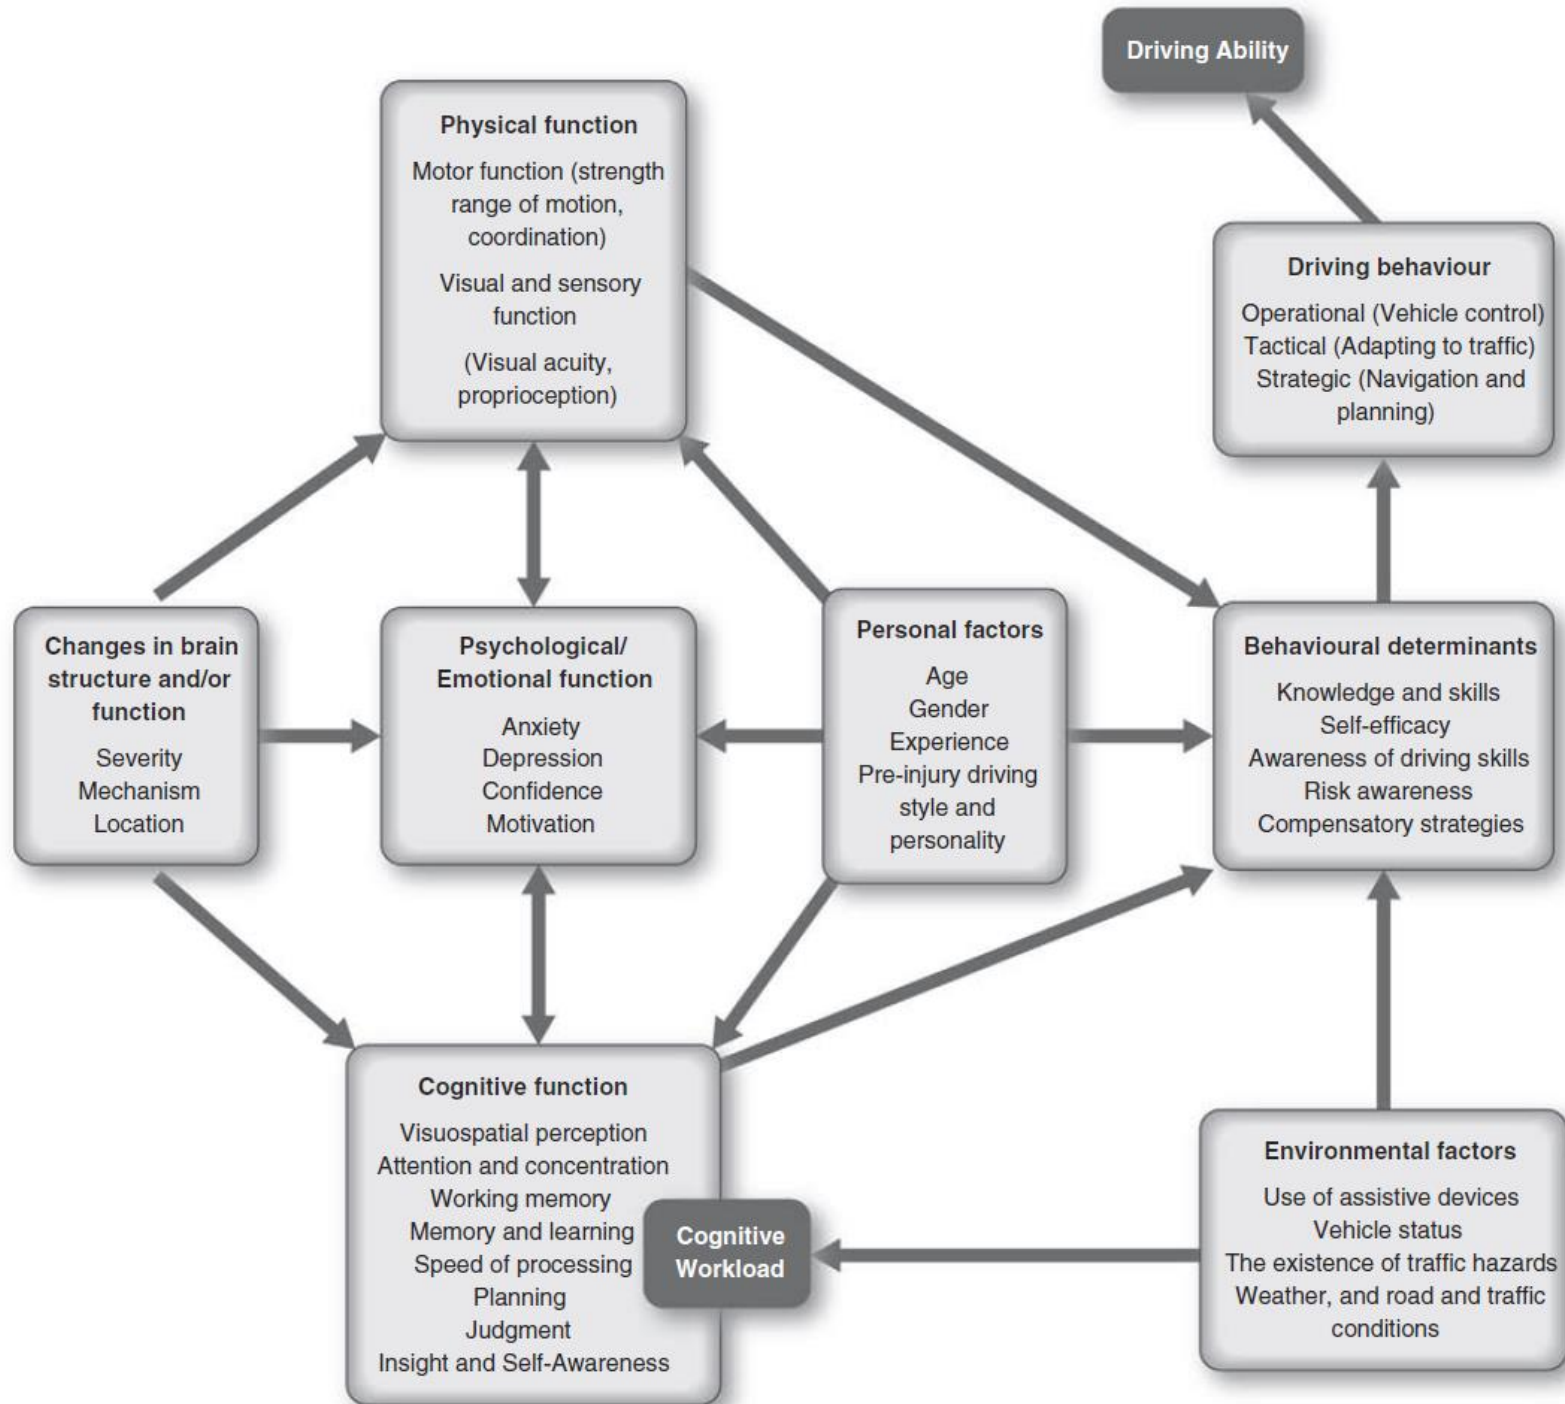 Driving Ability
Physical function
Motor function (strength
range of motion,
coordination)
Visual and sensory
function
(Visual acuity,
proprioception)
Driving behaviour
Operational (Vehicle control)
Tactical (Adapting to traffic)
Strategic (Navigation and
planning)
Changes in brain
structure and/or
function
Severity
Mechanism
Location
Psychological/
Emotional function
Anxiety
Depression
Confidence
Motivation
Personal factors
Age
Gender
Experience
Pre-injury driving
style and
personality
Behavioural determinants
Knowledge and skills
Self-efficacy
Awareness of driving skills
Risk awareness
Compensatory strategies
Cognitive function
Visuospatial perception
Attention and concentration
Working memory
Memory and learning
Speed of processing
Planning
Judgment
Insight and Self-Awareness
Cognitive
Workload
Environmental factors
Use of assistive devices
Vehicle status
The existence of traffic hazards
Weather, and road and traffic
conditions